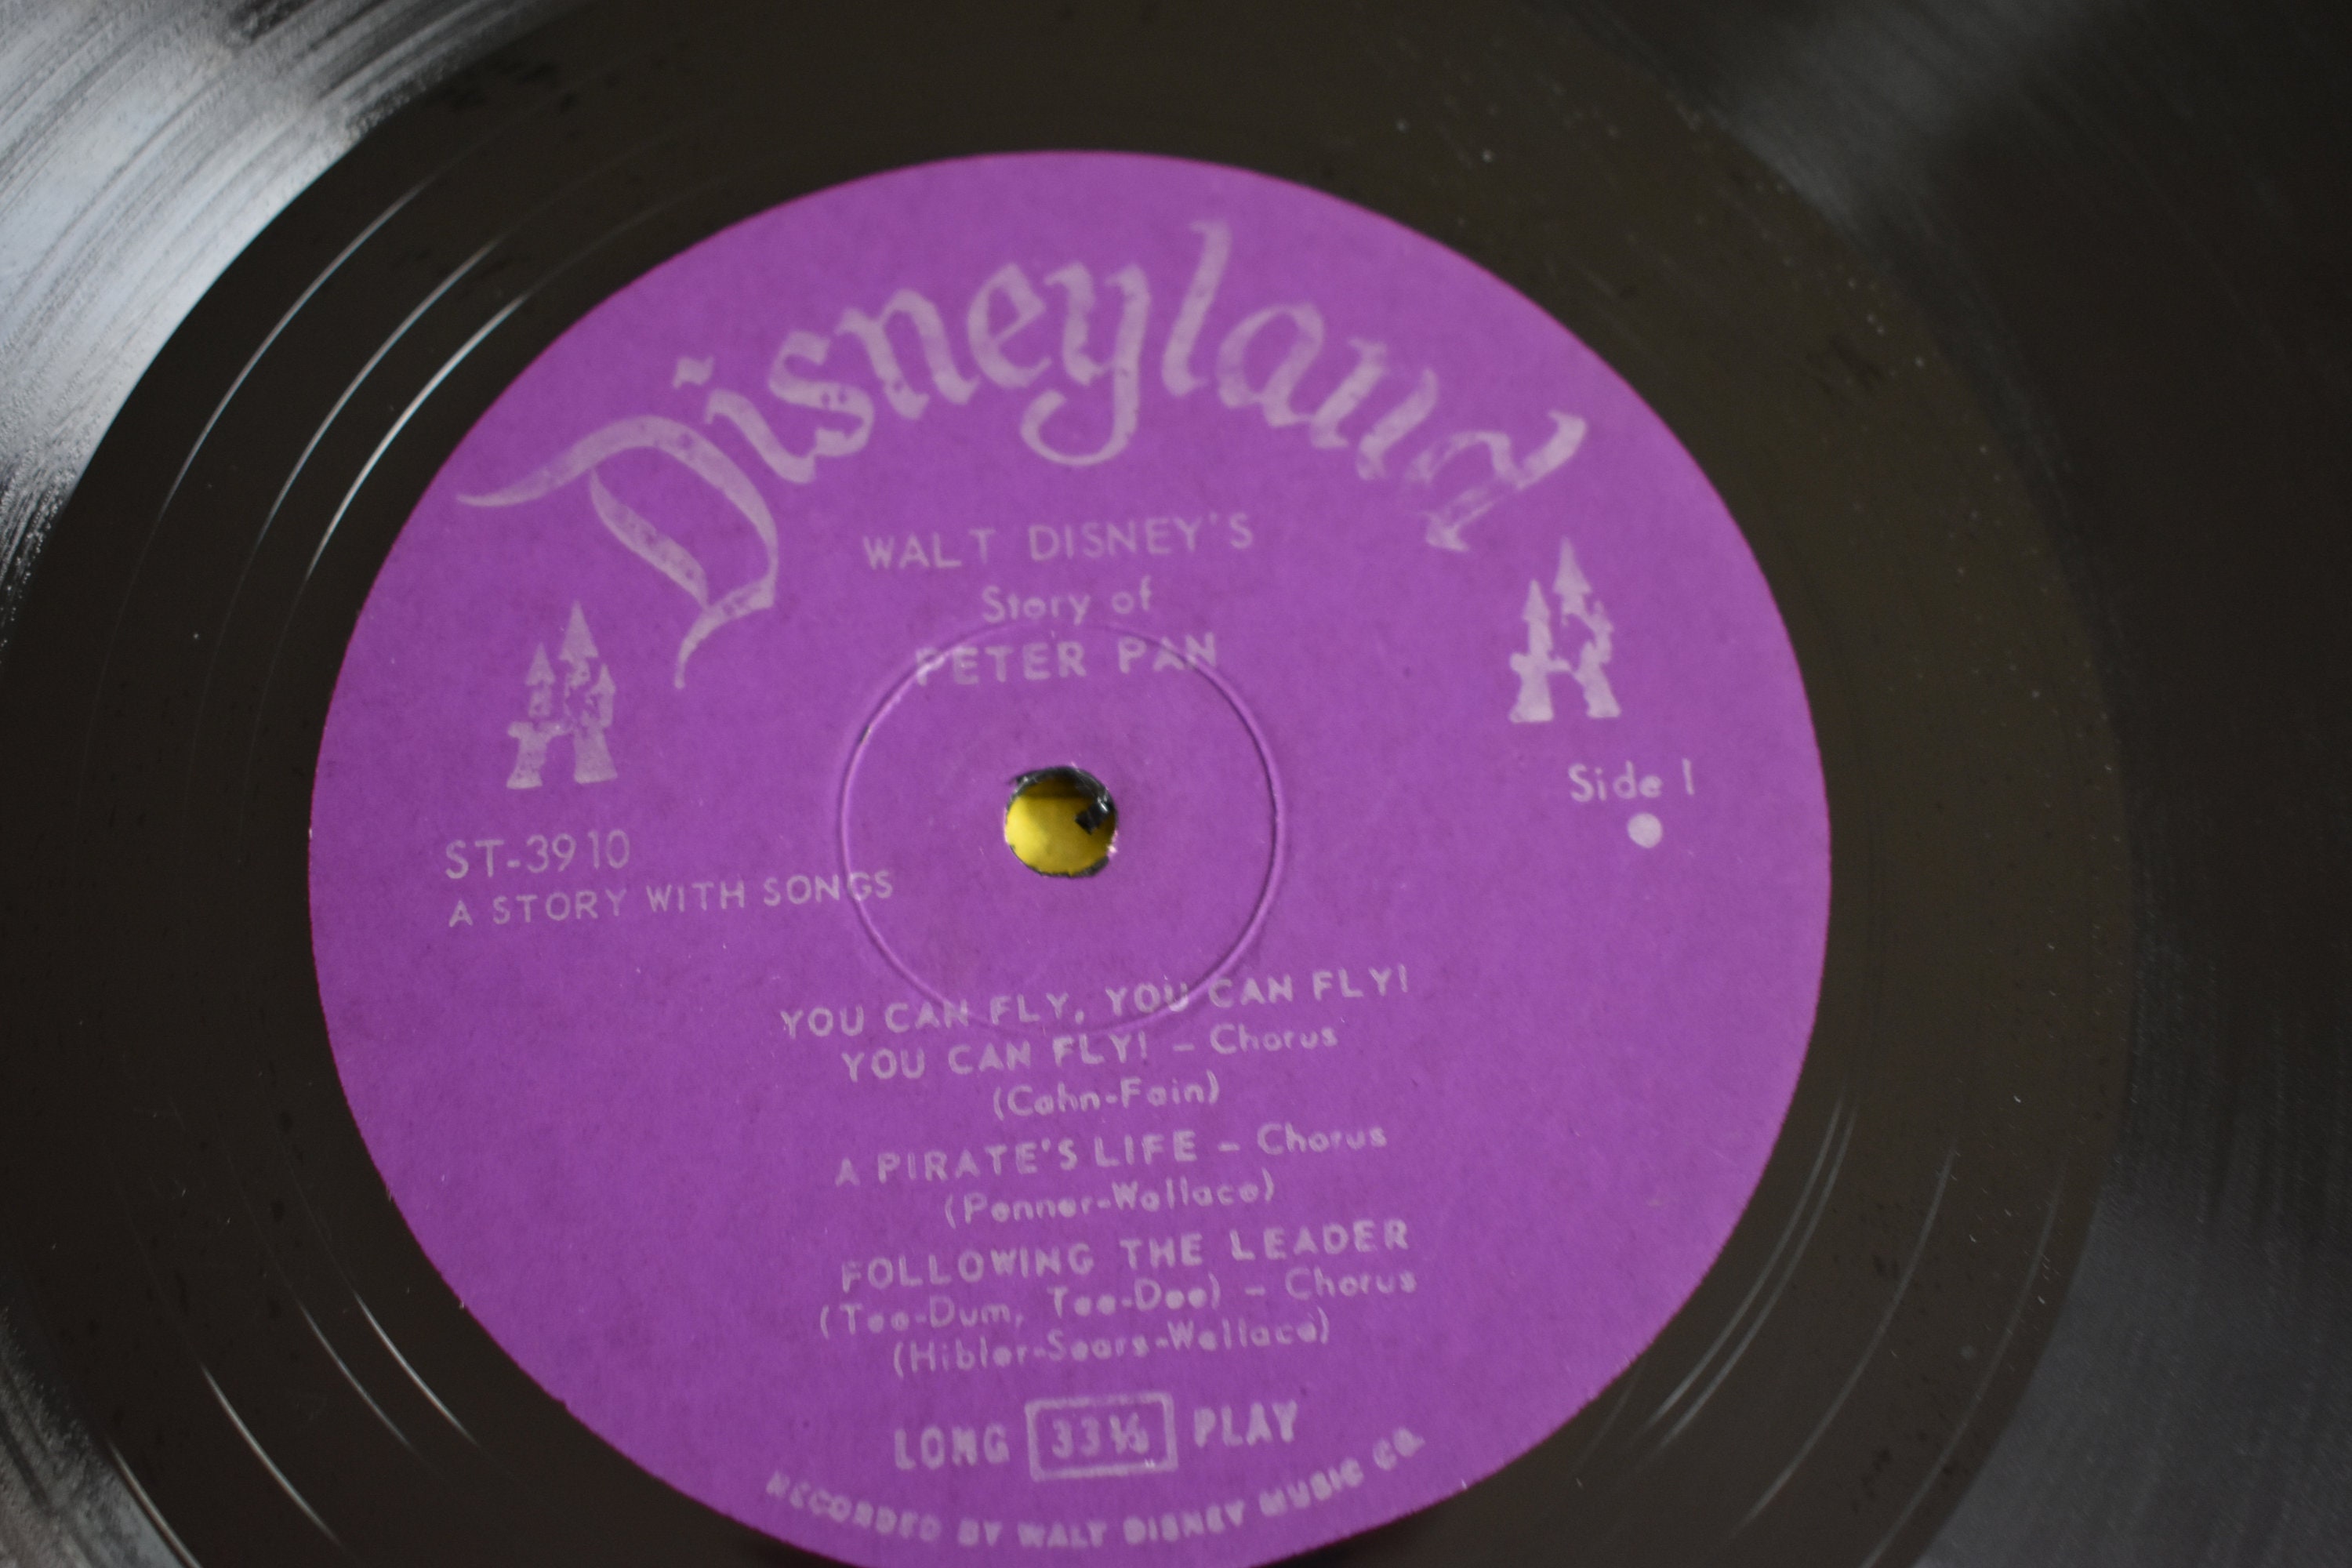 Disneyland
WALT DISNEY'S
Story of
PETER PAN
Side 1
ST-3910
A STORY WITH SONGS
YOU CAN FLY, YOU CAN FLY!
YOU CAN FLY! – Chorus
(Cahn-Fain)
A PIRATE'S LIFE – Chorus
(Penner-Wallace)
FOLLOWING THE LEADER
(Tee-Dum, Tee-Dee) – Chorus
(Hibler-Sears-Wallace)
LONG 33⅓ PLAY
RECORDED BY WALT DISNEY MUSIC CO.